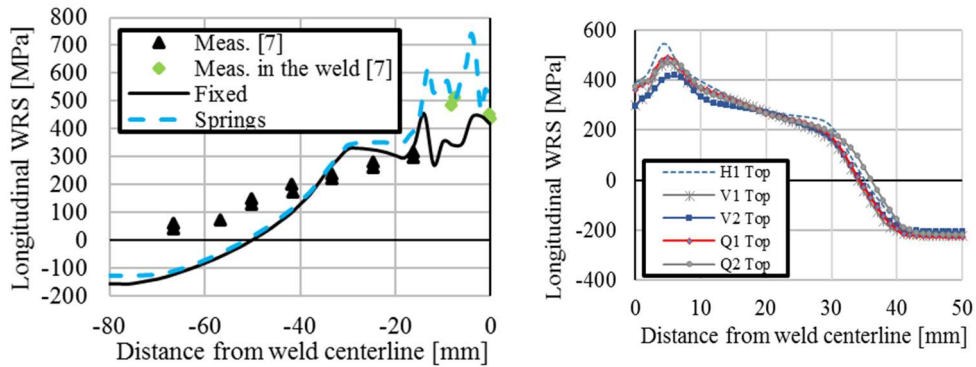 Longitudinal WRS [MPa]
800
700
600
500
400
300
200
100
0
-100
-200
Meas. [7]
Meas. in the weld [7]
Fixed
Springs
-80
-60
-40
-20
0
Distance from weld centerline [mm]
Longitudinal WRS [MPa]
600
400
200
0
-200
-400
H1 Top
V1 Top
V2 Top
Q1 Top
Q2 Top
0
10
20
30
40
50
Distance from weld centerline [mm]